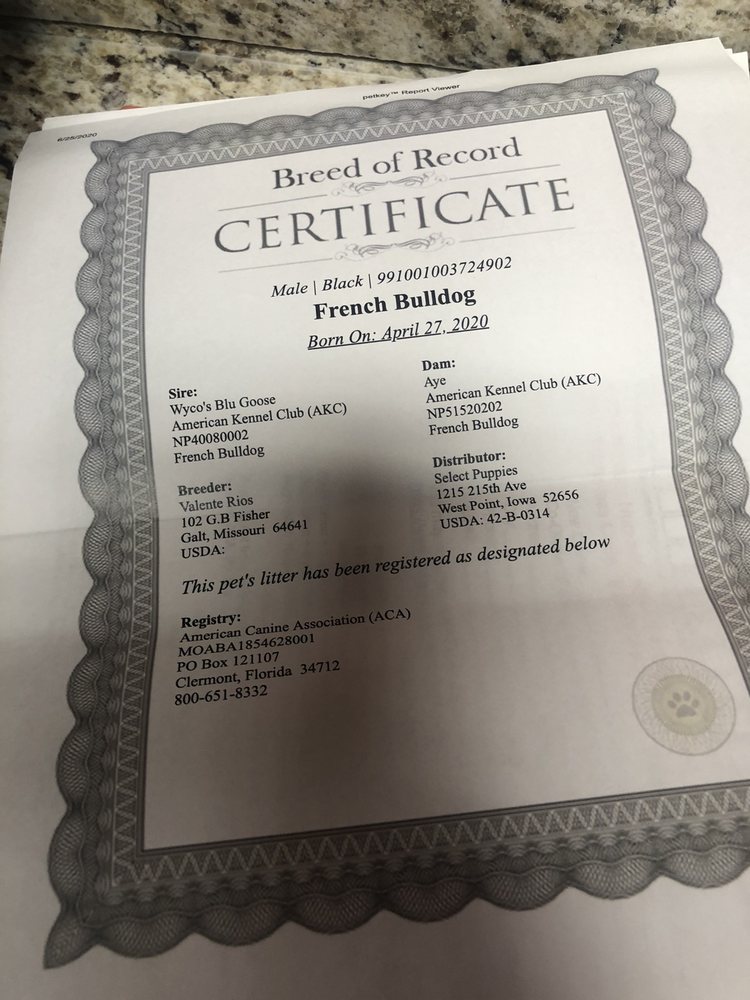 petkey™ Report Viewer
6/25/2020
Breed of Record
CERTIFICATE
Male | Black | 991001003724902
French Bulldog
Born On: April 27, 2020
Sire:
Wyco's Blu Goose
American Kennel Club (AKC)
NP40080002
French Bulldog
Dam:
Aye
American Kennel Club (AKC)
NP51520202
French Bulldog
Breeder:
Valente Rios
102 G.B Fisher
Galt, Missouri 64641
USDA:
Distributor:
Select Puppies
1215 215th Ave
West Point, Iowa 52656
USDA: 42-B-0314
This pet's litter has been registered as designated below
Registry:
American Canine Association (ACA)
MOABA1854628001
PO Box 121107
Clermont, Florida 34712
800-651-8332